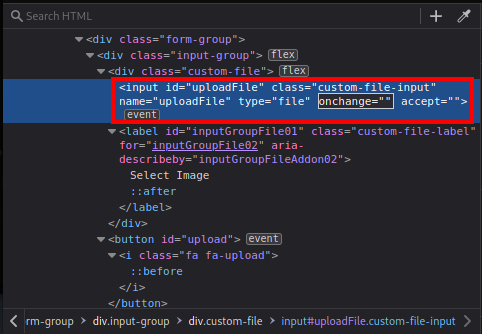 Search HTML
<div class="form-group">
<div class="input-group"> flex
<div class="custom-file"> flex
<input id="uploadFile" class="custom-file-input"
name="uploadFile" type="file" onchange="" accept="">
event
<label id="inputGroupFile01" class="custom-file-label"
for="inputGroupFile02" aria-
describeby="inputGroupFileAddon02">
Select Image
::after
</label>
</div>
<button id="upload"> event
<i class="fa fa-upload">
::before
</i>
</button>
rm-group > div.input-group > div.custom-file > input#uploadFile.custom-file-input